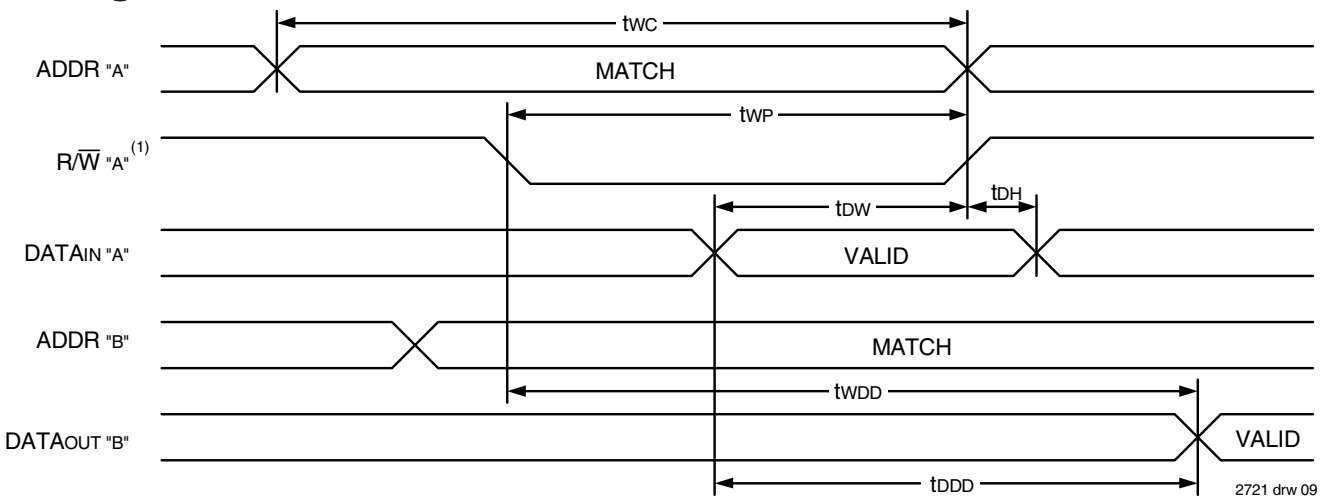 tWC
ADDR "A"
MATCH
tWP
R/W "A" (1)
tDH
tDW
DATAIN "A"
VALID
ADDR "B"
MATCH
tWDD
DATAOUT "B"
VALID
tDDD
2721 drw 09